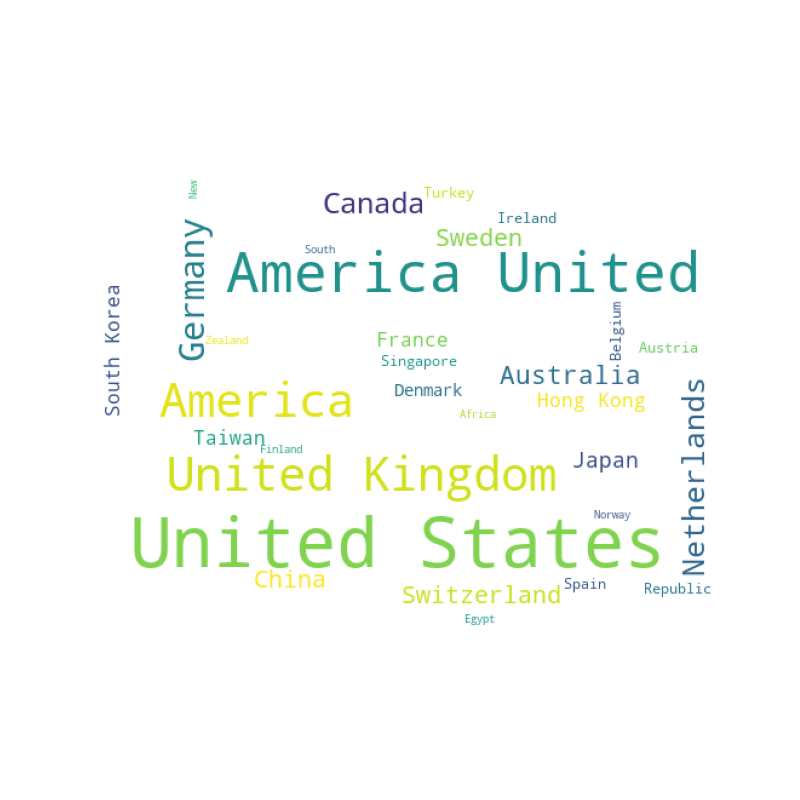 New
Canada
Turkey
Ireland
Germany
South
Sweden
America United
South Korea
Zealand
France
Belgium
Austria
Singapore
Australia
America
Denmark
Hong Kong
Africa
Taiwan
Finland
Japan
Netherlands
United Kingdom
Norway
United States
China
Switzerland
Spain
Republic
Egypt